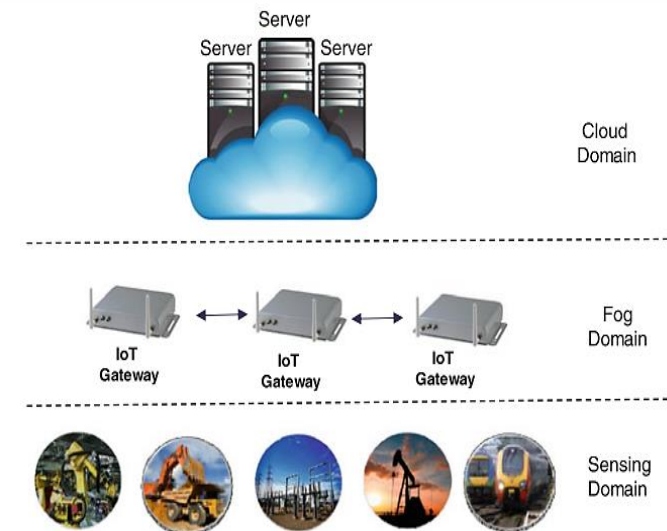 Server
Server Server
Cloud
Domain
IoT
Gateway
IoT
Gateway
IoT
Gateway
Fog
Domain
Sensing
Domain